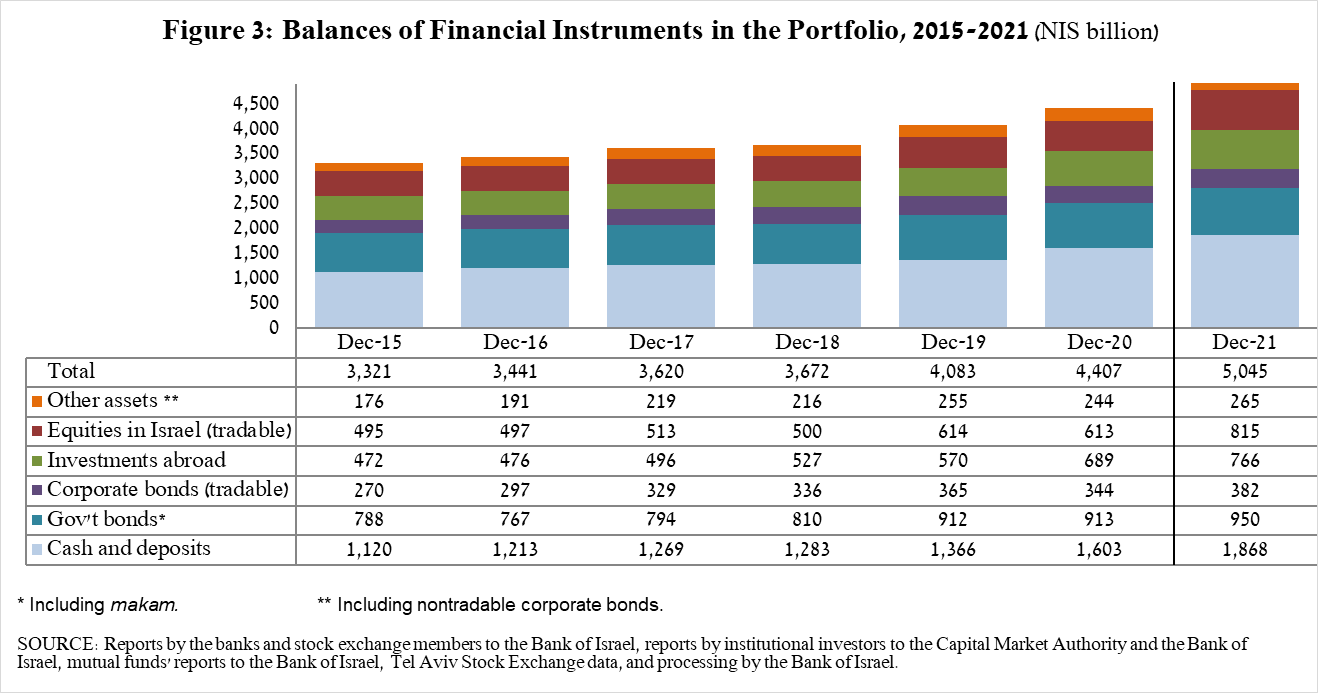 Figure 3: Balances of Financial Instruments in the Portfolio, 2015-2021 (NIS billion)
4,500
4,000
3,500
3,000
2,500
2,000
1,500
1,000
500
0
Dec-15 Dec-16 Dec-17 Dec-18 Dec-19 Dec-20 Dec-21
Total 3,321 3,441 3,620 3,672 4,083 4,407 5,045
Other assets ** 176 191 219 216 255 244 265
Equities in Israel (tradable) 495 497 513 500 614 613 815
Investments abroad 472 476 496 527 570 689 766
Corporate bonds (tradable) 270 297 329 336 365 344 382
Gov't bonds* 788 767 794 810 912 913 950
Cash and deposits 1,120 1,213 1,269 1,283 1,366 1,603 1,868
* Including makam. ** Including nontradable corporate bonds.
SOURCE: Reports by the banks and stock exchange members to the Bank of Israel, reports by institutional investors to the Capital Market Authority and the Bank of
Israel, mutual funds' reports to the Bank of Israel, Tel Aviv Stock Exchange data, and processing by the Bank of Israel.